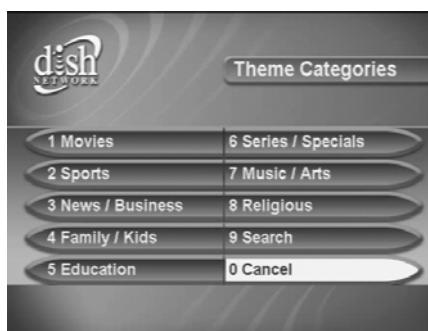 dish
NETWORK
Theme Categories
1 Movies
2 Sports
3 News / Business
4 Family / Kids
5 Education
6 Series / Specials
7 Music / Arts
8 Religious
9 Search
0 Cancel